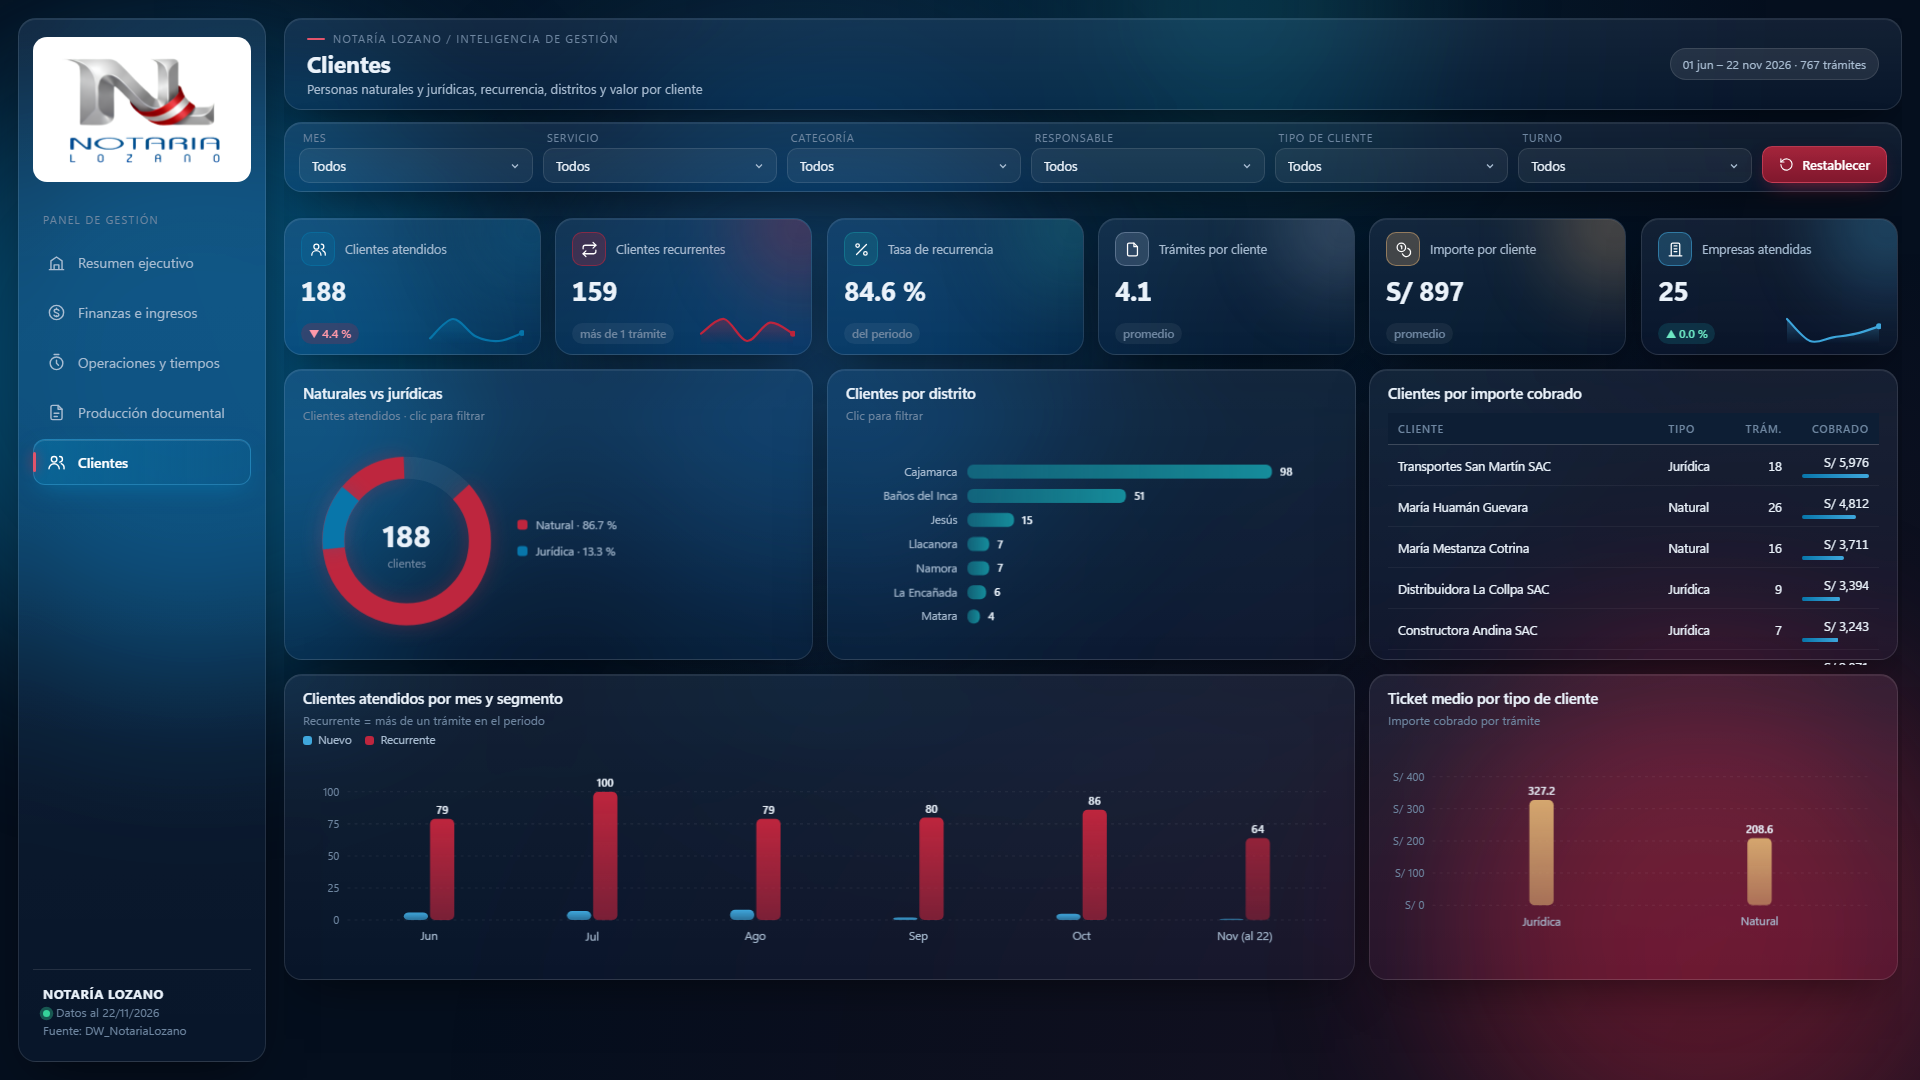 NOTARIA
LOZANO
PANEL DE GESTIÓN
Resumen ejecutivo
Finanzas e ingresos
Operaciones y tiempos
Producción documental
Clientes
NOTARÍA LOZANO
Datos al 22/11/2026
Fuente: DW_NotariaLozano
NOTARÍA LOZANO / INTELIGENCIA DE GESTIÓN
Clientes
Personas naturales y jurídicas, recurrencia, distritos y valor por cliente
01 jun – 22 nov 2026 · 767 trámites
MES SERVICIO CATEGORÍA RESPONSABLE TIPO DE CLIENTE TURNO
Todos Todos Todos Todos Todos Todos Restablecer
Clientes atendidos
188
▼ 4.4 %
Clientes recurrentes
159
más de 1 trámite
Tasa de recurrencia
84.6 %
del periodo
Trámites por cliente
4.1
promedio
Importe por cliente
S/ 897
promedio
Empresas atendidas
25
▲ 0.0 %
Naturales vs jurídicas
Clientes atendidos · clic para filtrar
188
clientes
Natural · 86.7 %
Jurídica · 13.3 %
Clientes por distrito
Clic para filtrar
Cajamarca 98
Baños del Inca 51
Jesús 15
Llacanora 7
Namora 7
La Encañada 6
Matara 4
Clientes por importe cobrado
CLIENTE TIPO TRÁM. COBRADO
Transportes San Martín SAC Jurídica 18 S/ 5,976
María Huamán Guevara Natural 26 S/ 4,812
María Mestanza Cotrina Natural 16 S/ 3,711
Distribuidora La Collpa SAC Jurídica 9 S/ 3,394
Constructora Andina SAC Jurídica 7 S/ 3,243
Clientes atendidos por mes y segmento
Recurrente = más de un trámite en el periodo
Nuevo Recurrente
100
75
50
25
0
79 100 79 80 86 64
Jun Jul Ago Sep Oct Nov (al 22)
Ticket medio por tipo de cliente
Importe cobrado por trámite
S/ 400
S/ 300
S/ 200
S/ 100
S/ 0
327.2 208.6
Jurídica Natural